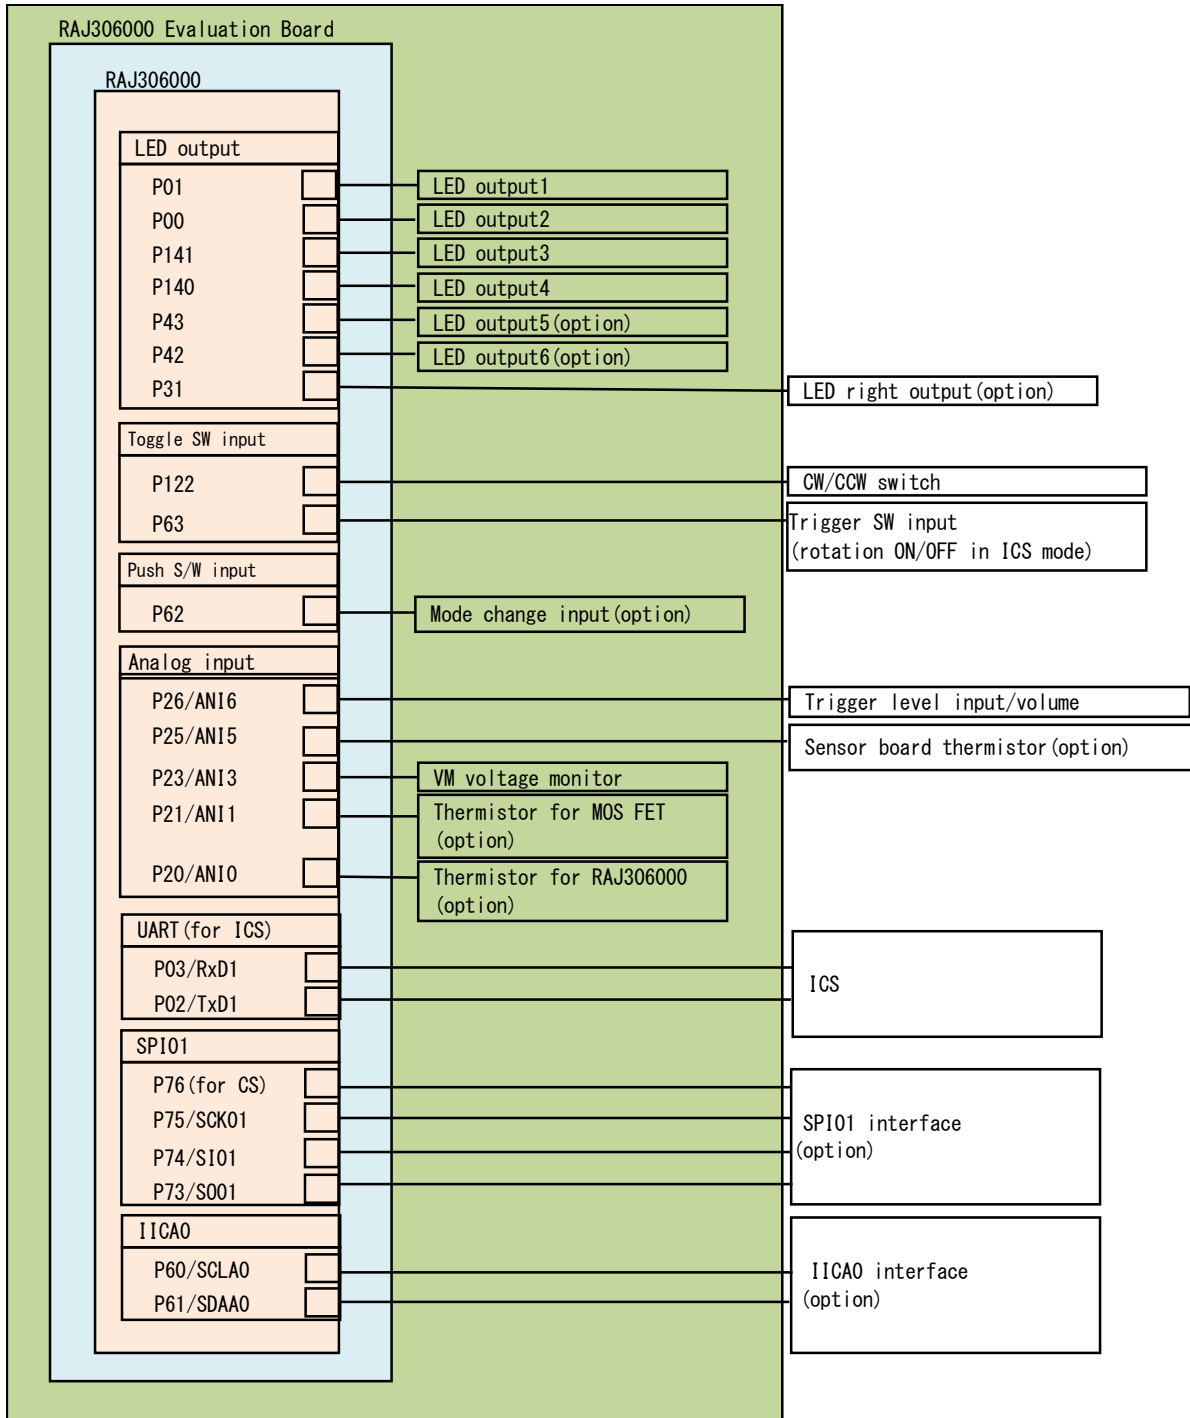 RAJ306000 Evaluation Board
RAJ306000
LED output
P01
LED output1
P00
LED output2
P141
LED output3
P140
LED output4
P43
LED output5(option)
P42
LED output6(option)
P31
LED right output(option)
Toggle SW input
P122
CW/CCW switch
P63
Trigger SW input
(rotation ON/OFF in ICS mode)
Push S/W input
P62
Mode change input(option)
Analog input
P26/ANI6
Trigger level input/volume
P25/ANI5
Sensor board thermistor(option)
P23/ANI3
VM voltage monitor
P21/ANI1
Thermistor for MOS FET
(option)
P20/ANI0
Thermistor for RAJ306000
(option)
UART(for ICS)
P03/RxD1
P02/TxD1
ICS
SPI01
P76(for CS)
P75/SCK01
P74/SI01
P73/SO01
SPI01 interface
(option)
IICA0
P60/SCLA0
P61/SDAA0
IICA0 interface
(option)